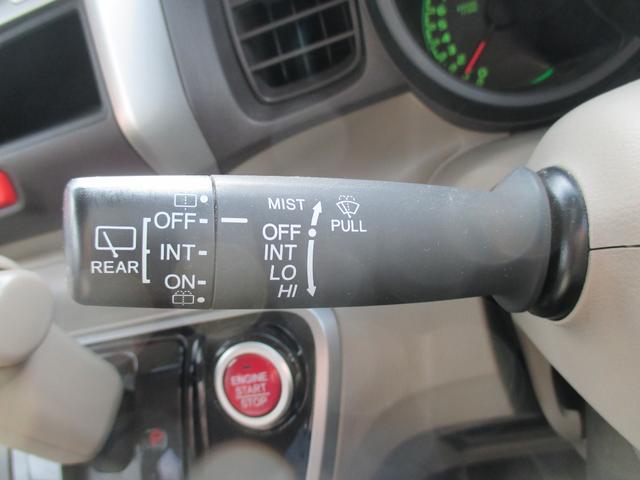 REAR
OFF
INT
ON
MIST
OFF
INT
LO
HI
PULL
ENGINE
START
STOP